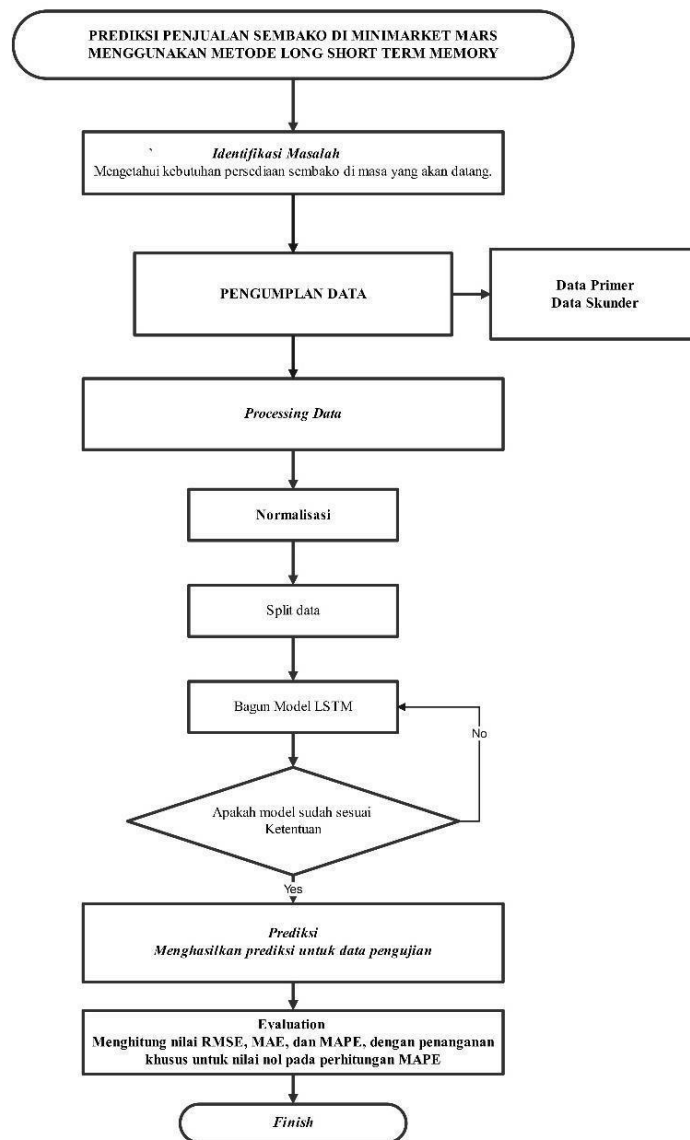 PREDIKSI PENJUALAN SEMBAKO DI MINIMARKET MARS
MENGGUNAKAN METODE LONG SHORT TERM MEMORY
Identifikasi Masalah
Mengetahui kebutuhan persediaan sembako di masa yang akan datang.
PENGUMPLAN DATA
Data Primer
Data Skunder
Processing Data
Normalisasi
Split data
Bagun Model LSTM
No
Apakah model sudah sesuai
Ketentuan
Yes
Prediksi
Menghasilkan prediksi untuk data pengujian
Evaluation
Menghitung nilai RMSE, MAE, dan MAPE, dengan penanganan
khusus untuk nilai nol pada perhitungan MAPE
Finish